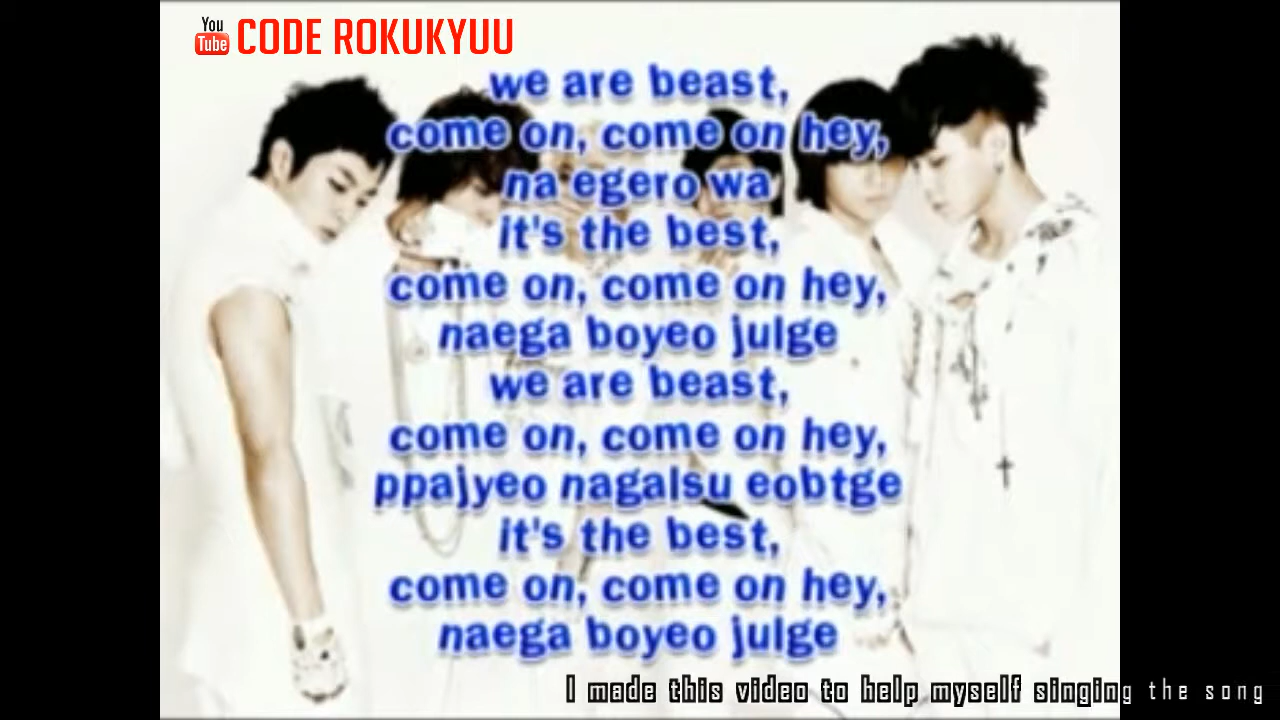 You Tube CODE ROKUKYUU
we are beast,
come on, come on hey,
na egero wa
it's the best,
come on, come on hey,
naega boyeo julge
we are beast,
come on, come on hey,
ppajyeo nagalsu eobtge
it's the best,
come on, come on hey,
naega boyeo julge
I made this video to help myself singing the song